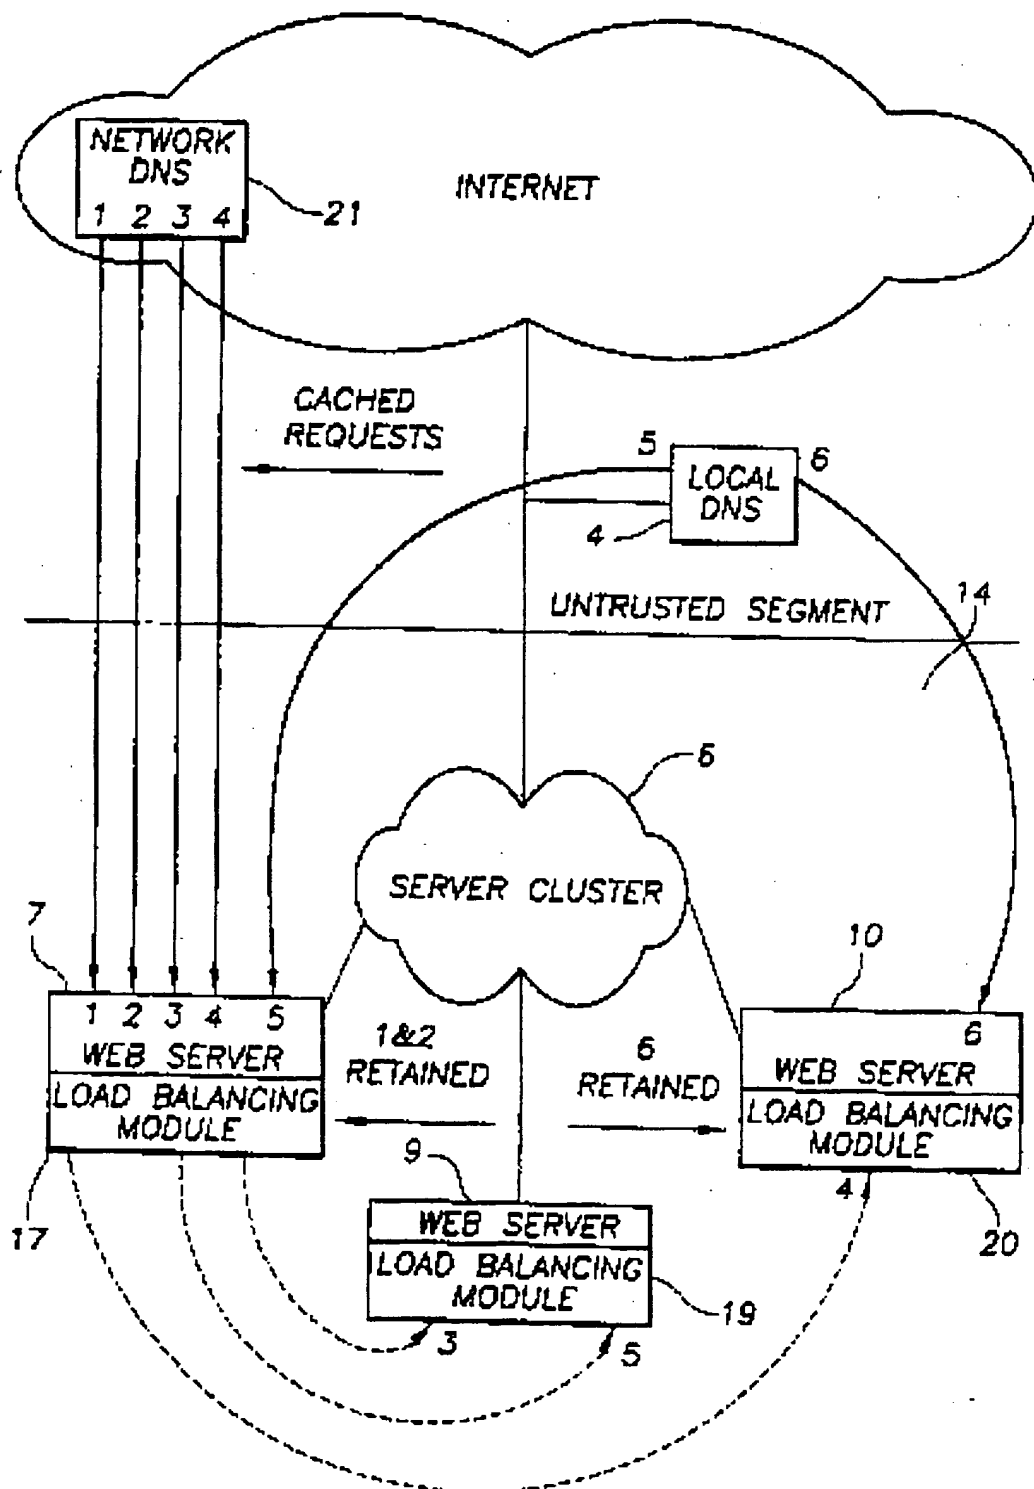 NETWORK
DNS
1 2 3 4
21
INTERNET
CACHED
REQUESTS
5
LOCAL
DNS
6
4
UNTRUSTED SEGMENT
14
6
SERVER CLUSTER
7
1 2 3 4 5
WEB SERVER
LOAD BALANCING
MODULE
17
1&2
RETAINED
6
RETAINED
10
6
WEB SERVER
LOAD BALANCING
MODULE
4
20
9
WEB SERVER
LOAD BALANCING
MODULE
19
3
5